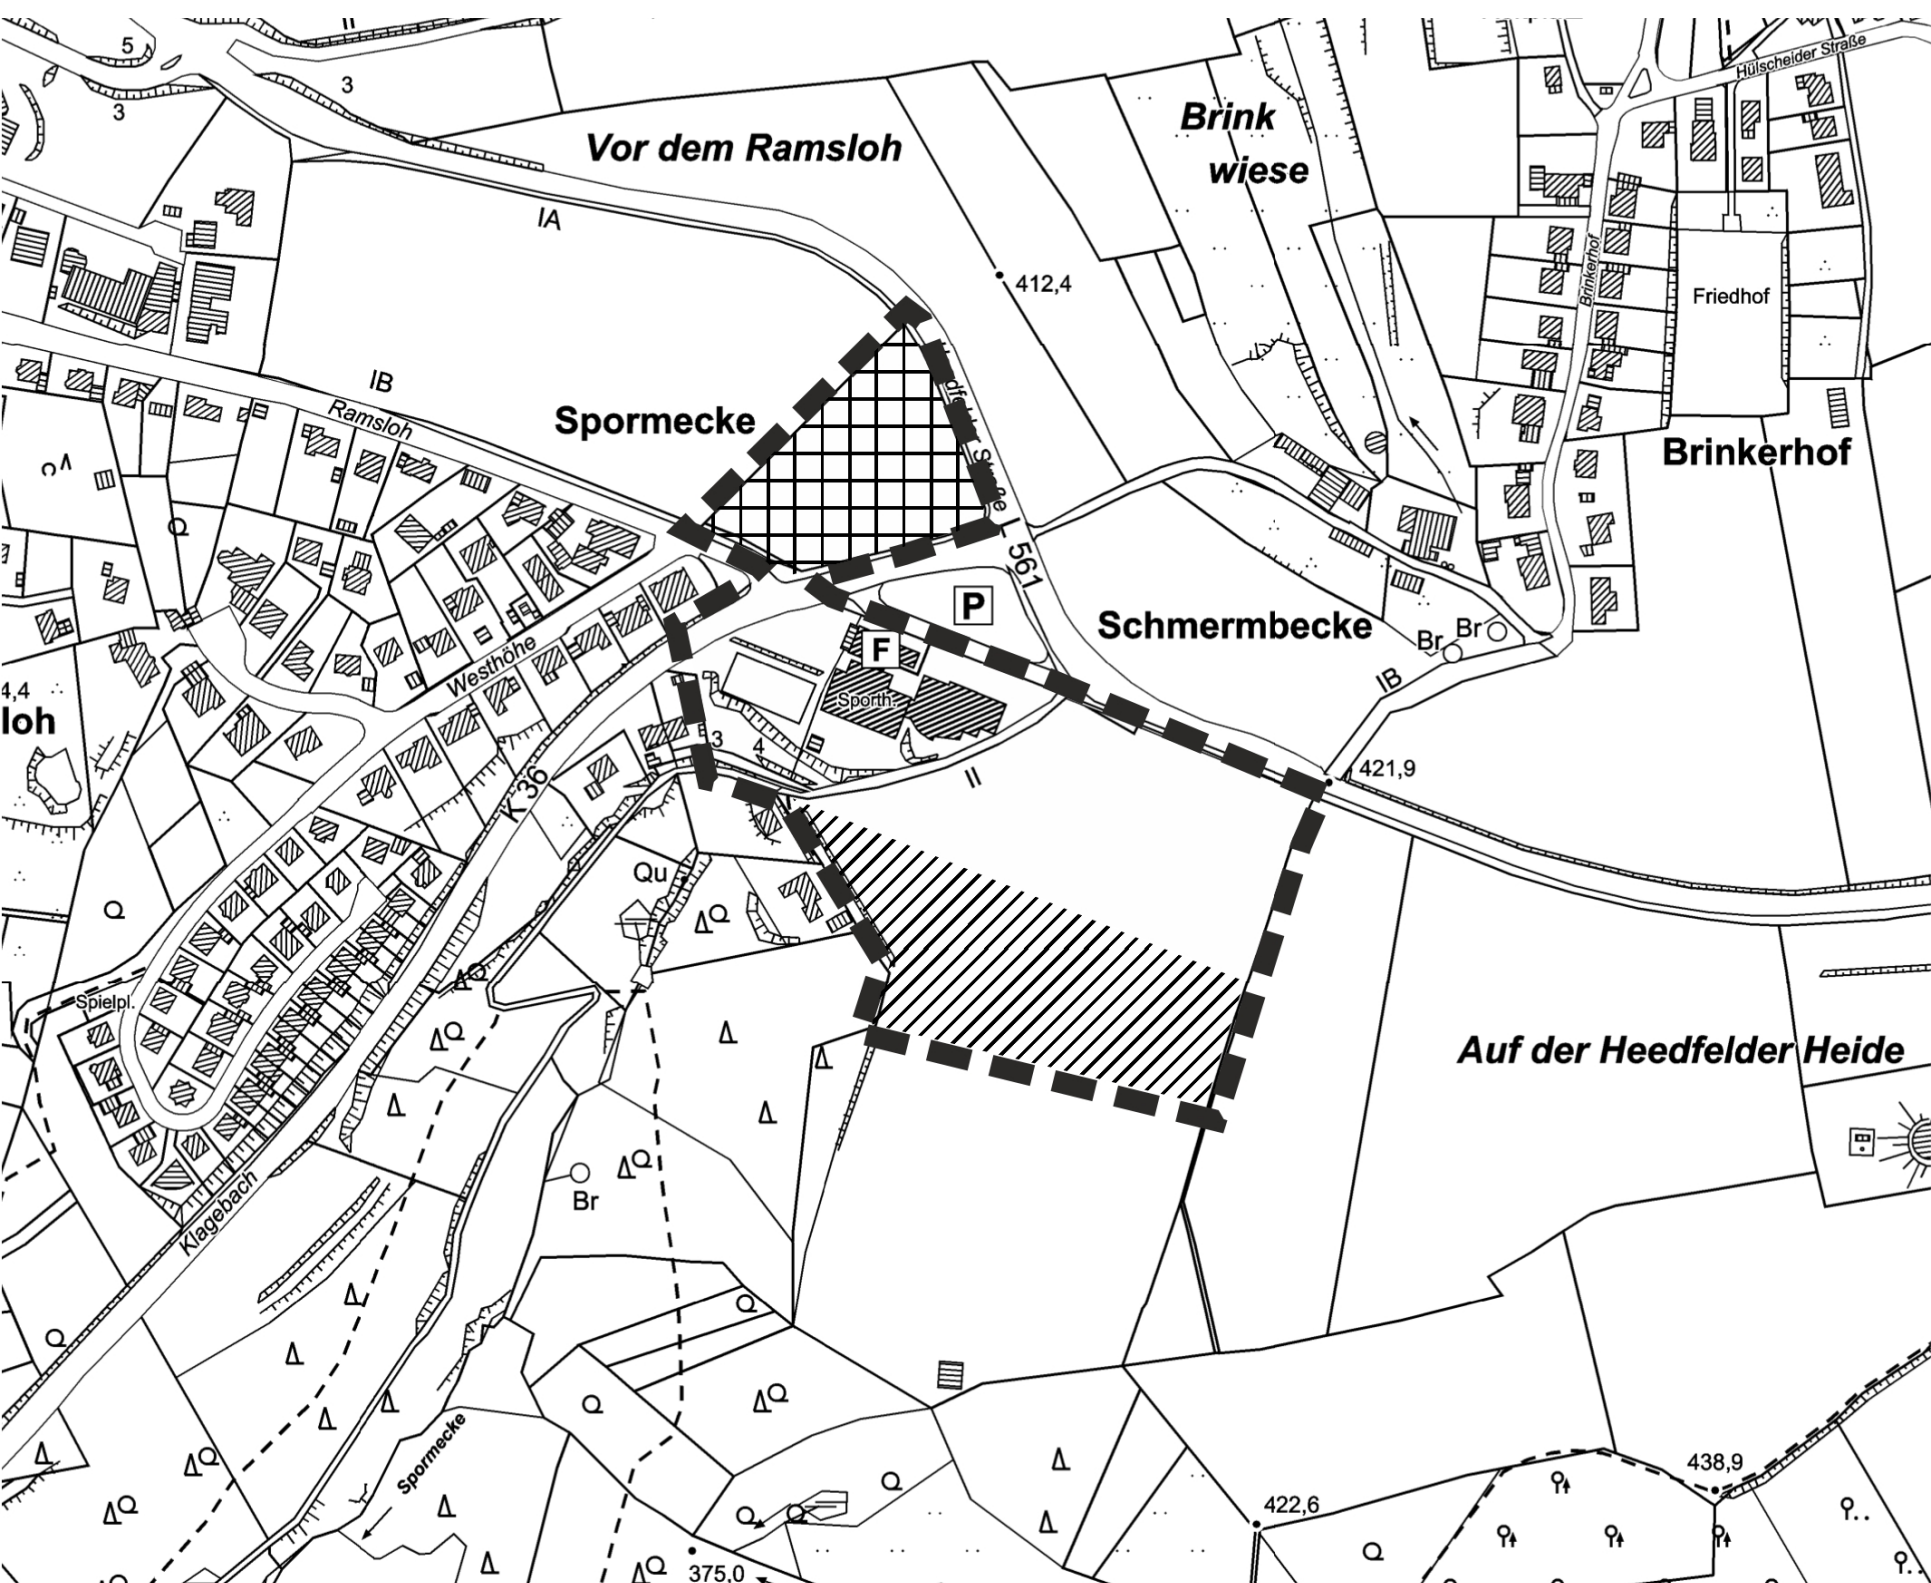 5
3
3
Hülscheider Straße
Vor dem Ramsloh
Brink
wiese
IA
412,4
Brinkerhof
Friedhof
IB
Ramsloh
Spormecke
Brinkerhof
L 561
P
F
Schmermbecke
Br
Br
IB
Westhöhe
4,4
loh
Sporth.
3
4
II
421,9
K 36
Qu
Spielpl.
Auf der Heedfelder Heide
Br
Klagebach
Spormecke
438,9
422,6
375,0